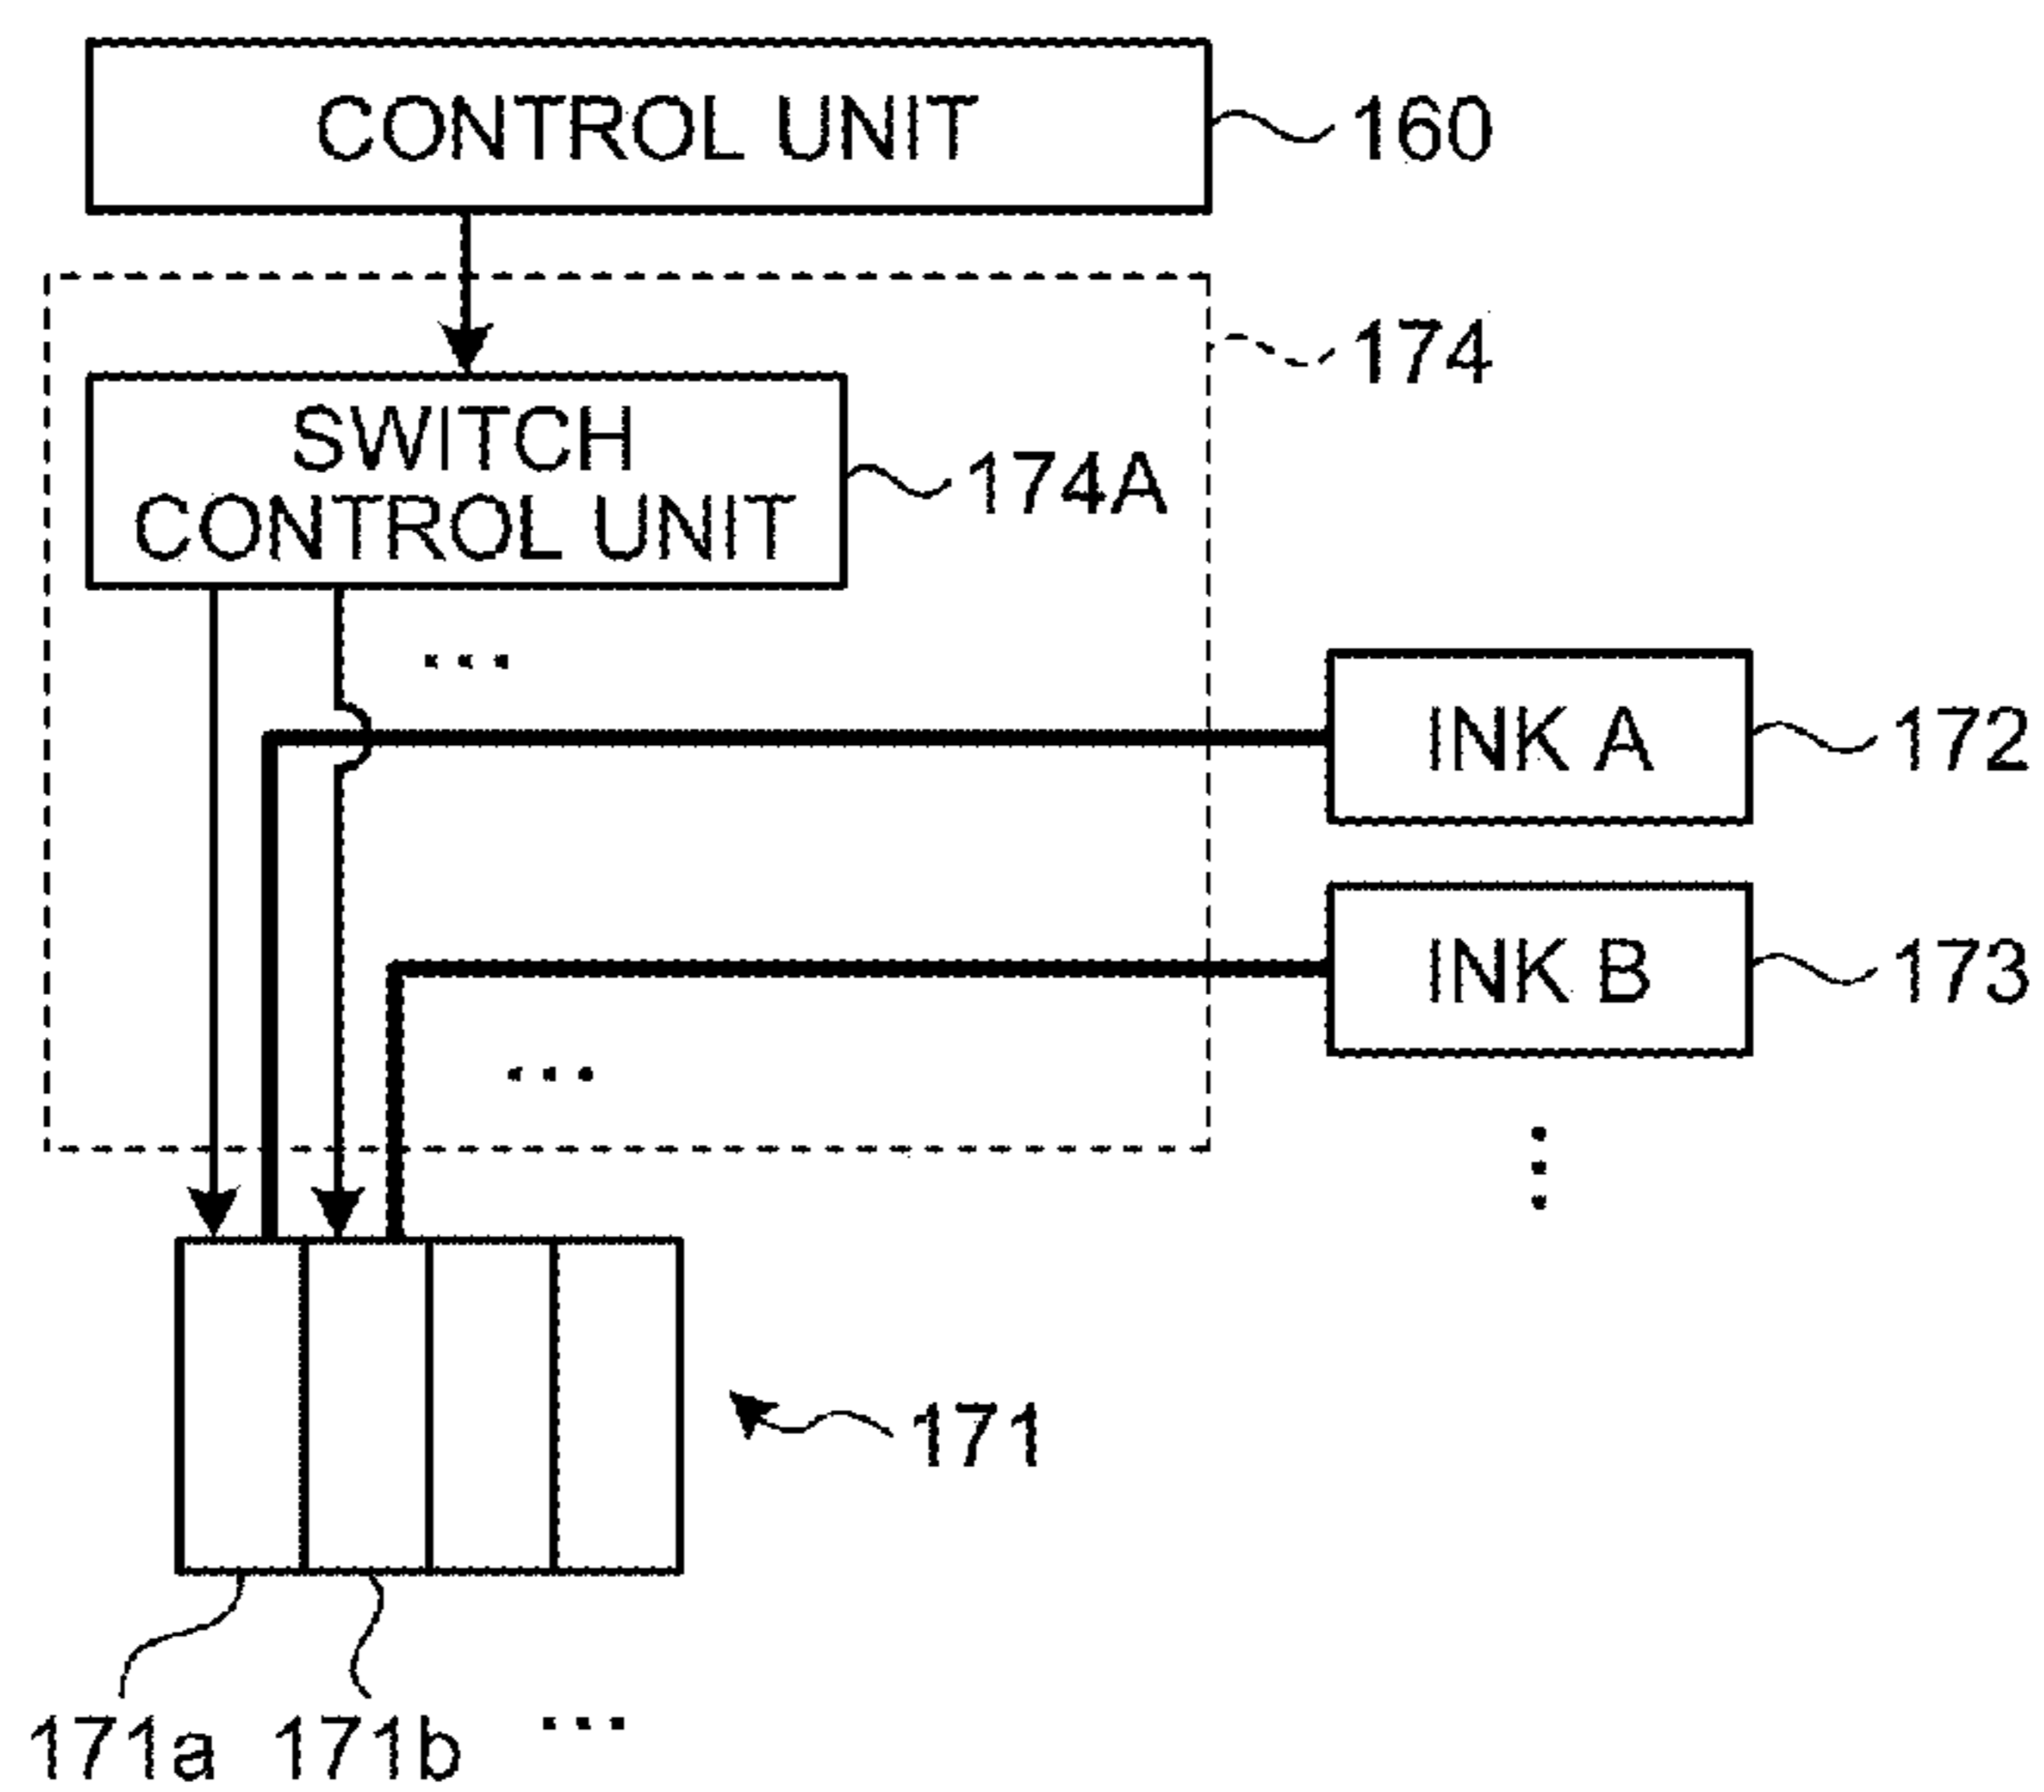 CONTROL UNIT
160
174
SWITCH
CONTROL UNIT
174A
...
INK A
172
INK B
173
...
171
171a 171b ...